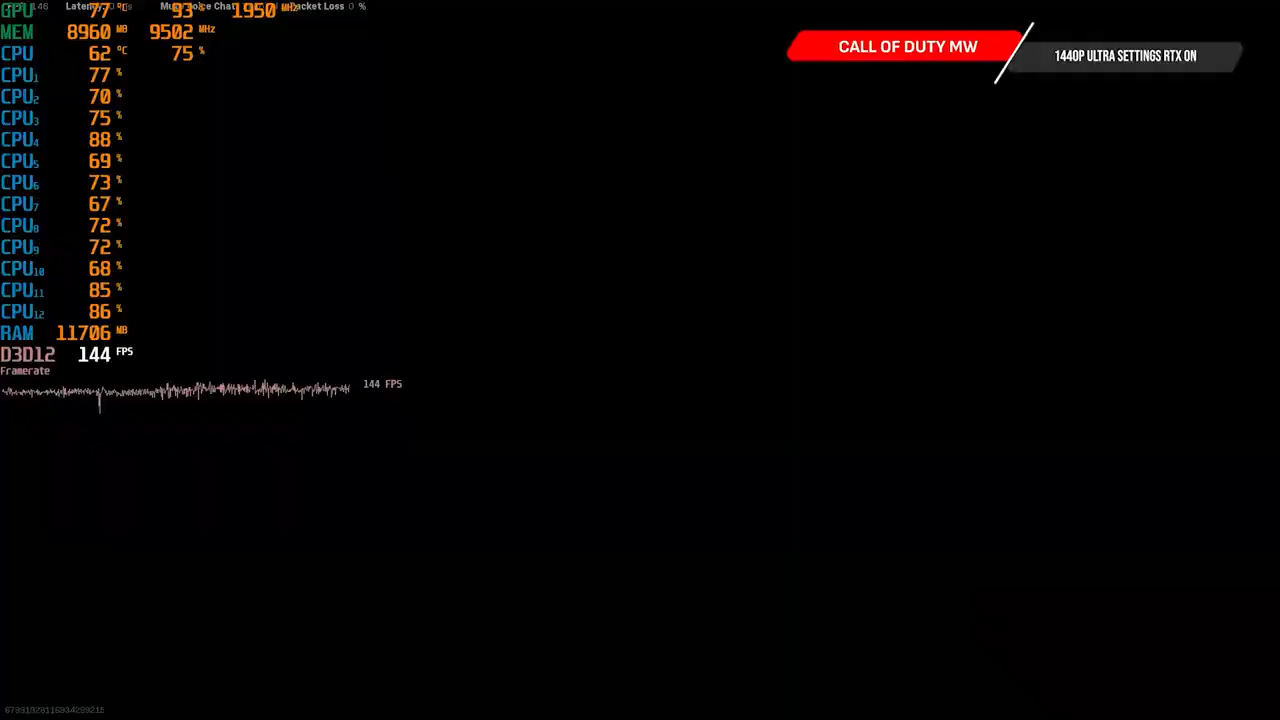 GPU 77 °C 93 % 1950 MHz
MEM 8960 MB 9502 MHz
CPU 62 °C 75 %
CPU1 77 %
CPU2 70 %
CPU3 75 %
CPU4 88 %
CPU5 69 %
CPU6 73 %
CPU7 67 %
CPU8 72 %
CPU9 72 %
CPU10 68 %
CPU11 85 %
CPU12 86 %
RAM 11706 MB
D3D12 144 FPS
Framerate
144 FPS
CALL OF DUTY MW
1440P ULTRA SETTINGS RTX ON